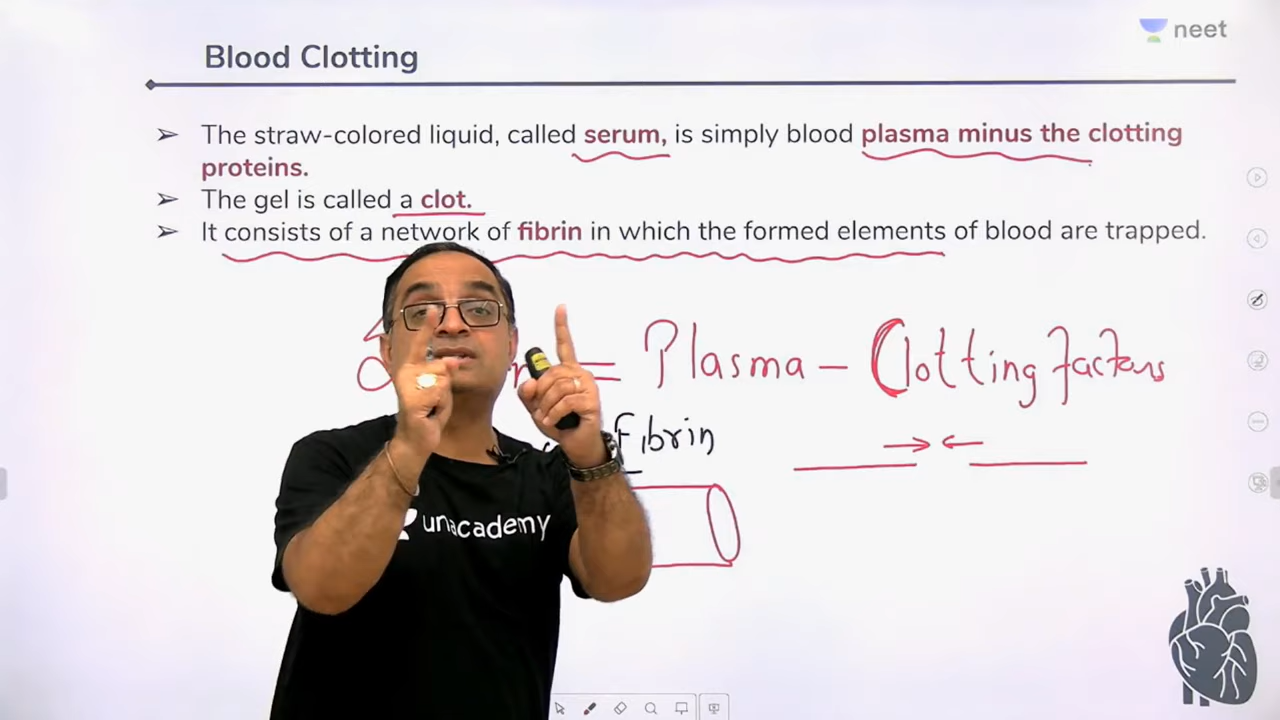 neet
Blood Clotting
➢ The straw-colored liquid, called serum, is simply blood plasma minus the clotting
proteins.
➢ The gel is called a clot.
➢ It consists of a network of fibrin in which the formed elements of blood are trapped.
= Plasma – Clotting factors
Fibrin
unacademy